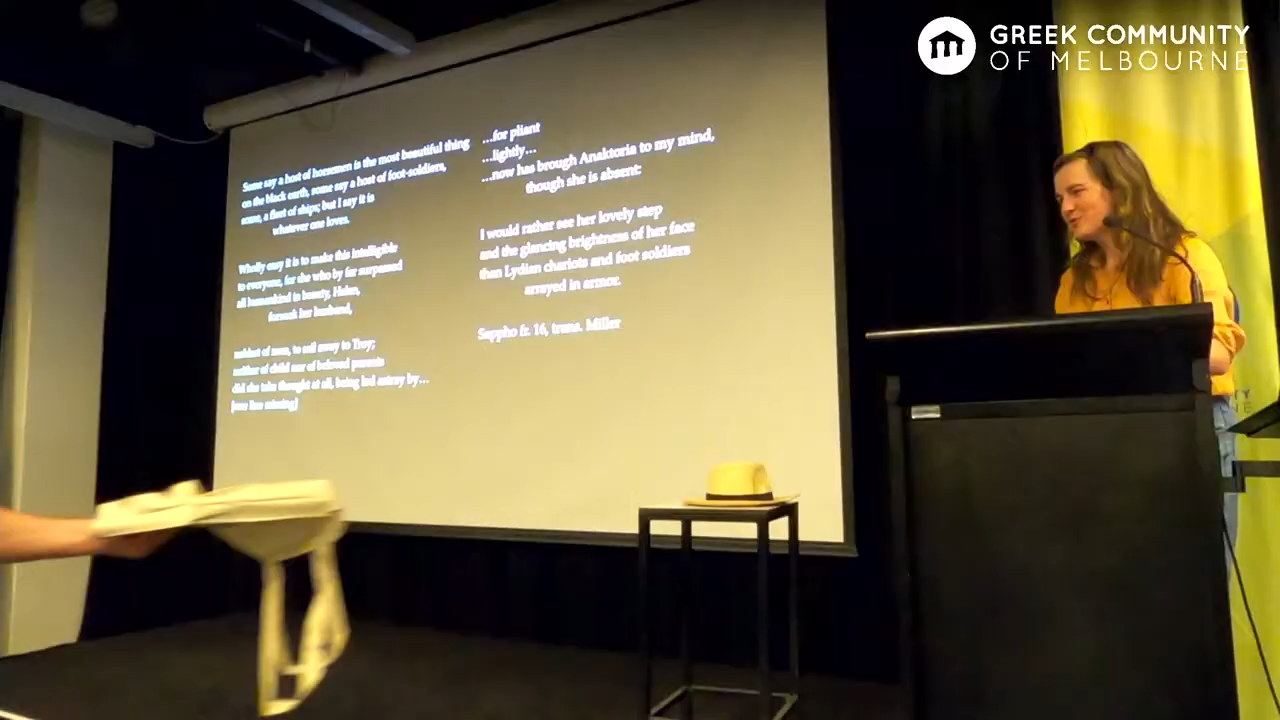 GREEK COMMUNITY
OF MELBOURNE
Some say a host of horsemen is the most beautiful thing
on the black earth, some say a host of foot-soldiers,
some, a fleet of ships; but I say it is
whatever one loves.
Wholly easy it is to make this intelligible
to everyone, for she who by far surpassed
all humankind in beauty, Helen,
forsook her husband,
noblest of men, to sail away to Troy;
neither of child nor of beloved parents
did she take thought at all, being led astray by...
[one line missing]
...for pliant
...lightly...
...now has brough Anaktoria to my mind,
though she is absent:
I would rather see her lovely step
and the glancing brightness of her face
than Lydian chariots and foot soldiers
arrayed in armor.
Sappho fr. 16, trans. Miller